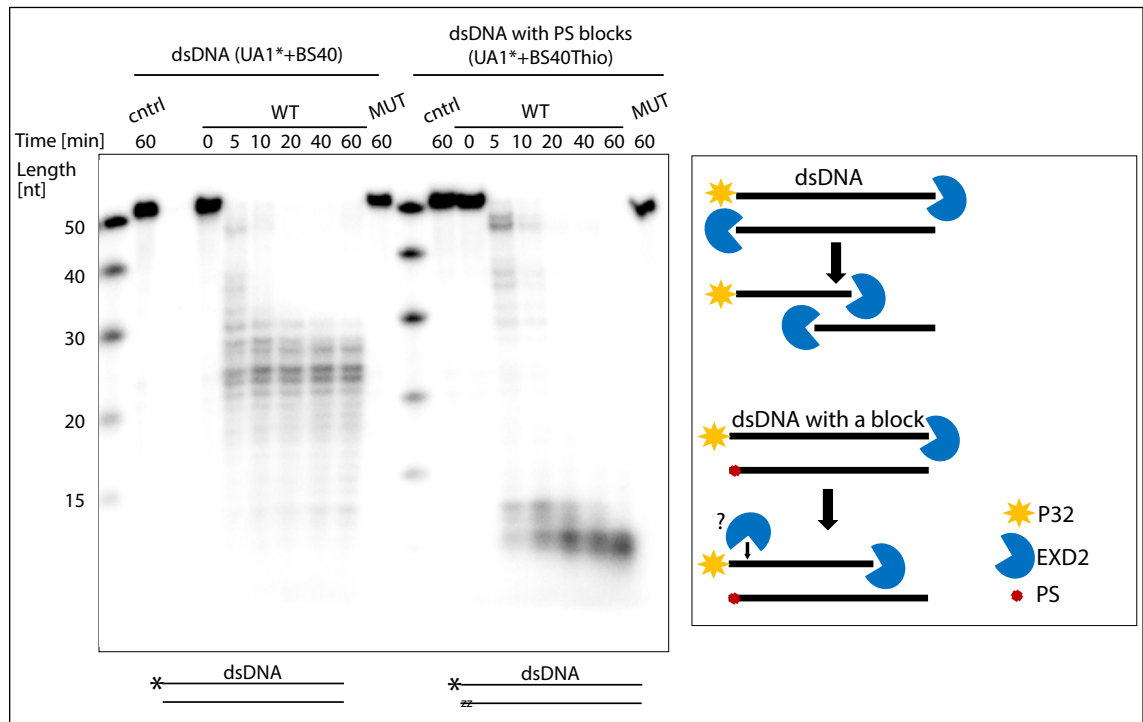 dsDNA (UA1*+BS40)
dsDNA with PS blocks
(UA1*+BS40Thio)
cntrl WT MUT cntrl WT MUT
Time [min] 60 0 5 10 20 40 60 60 60 0 5 10 20 40 60 60
Length
[nt]
50
40
30
20
15
* dsDNA
* dsDNA
zz
dsDNA
dsDNA with a block
?
P32
EXD2
PS